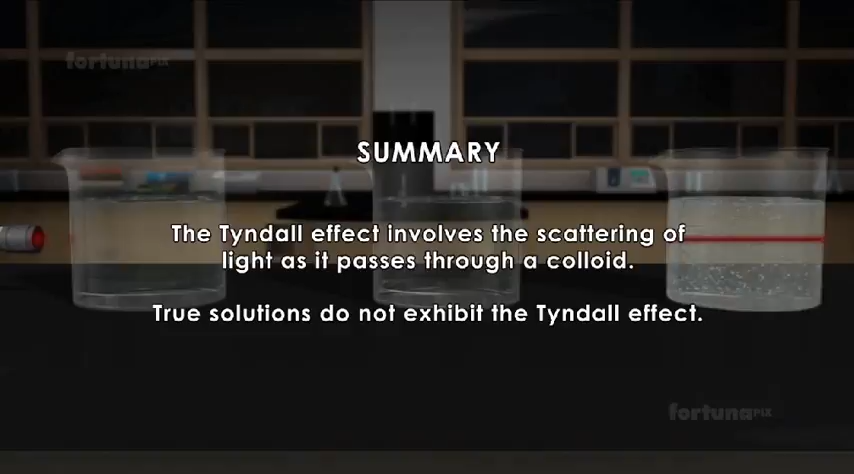 fortunaPIX
SUMMARY
The Tyndall effect involves the scattering of
light as it passes through a colloid.
True solutions do not exhibit the Tyndall effect.
fortunaPIX